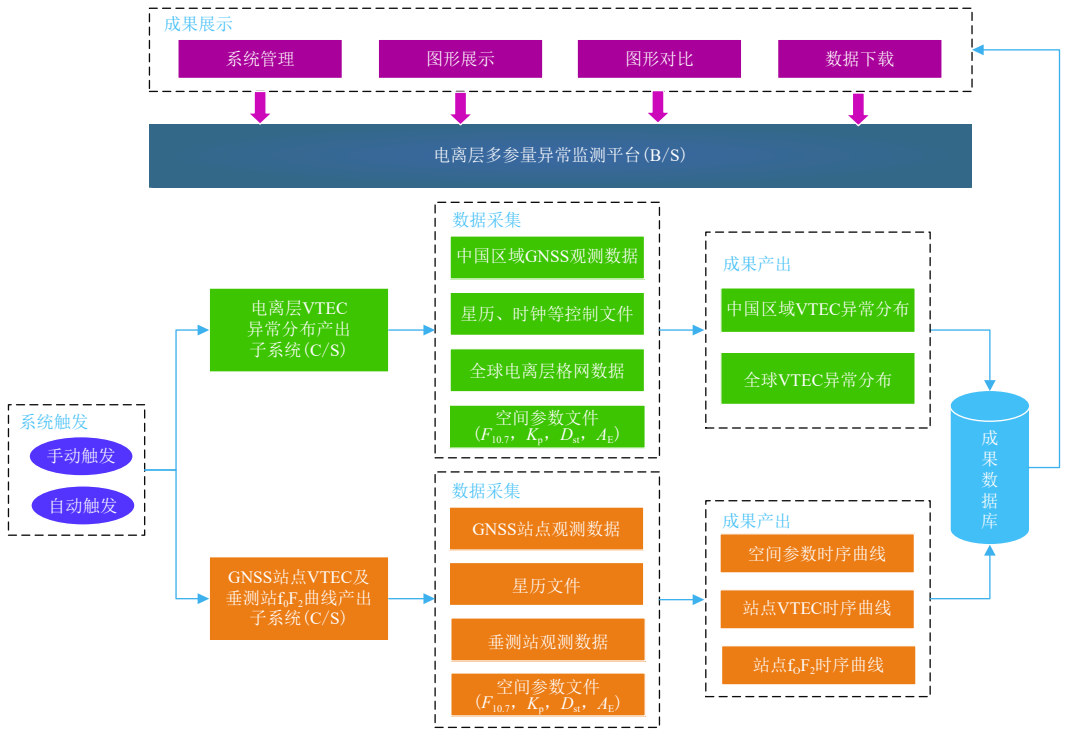 成果展示
系统管理
图形展示
图形对比
数据下载
电离层多参量异常监测平台(B/S)
系统触发
手动触发
自动触发
电离层VTEC
异常分布产出
子系统(C/S)
数据采集
中国区域GNSS观测数据
星历、时钟等控制文件
全球电离层格网数据
空间参数文件
(F10.7, Kp, Dst, AE)
成果产出
中国区域VTEC异常分布
全球VTEC异常分布
GNSS站点VTEC及
垂测站f0F2曲线产出
子系统(C/S)
数据采集
GNSS站点观测数据
星历文件
垂测站观测数据
空间参数文件
(F10.7, Kp, Dst, AE)
成果产出
空间参数时序曲线
站点VTEC时序曲线
站点fOF2时序曲线
成果数据库